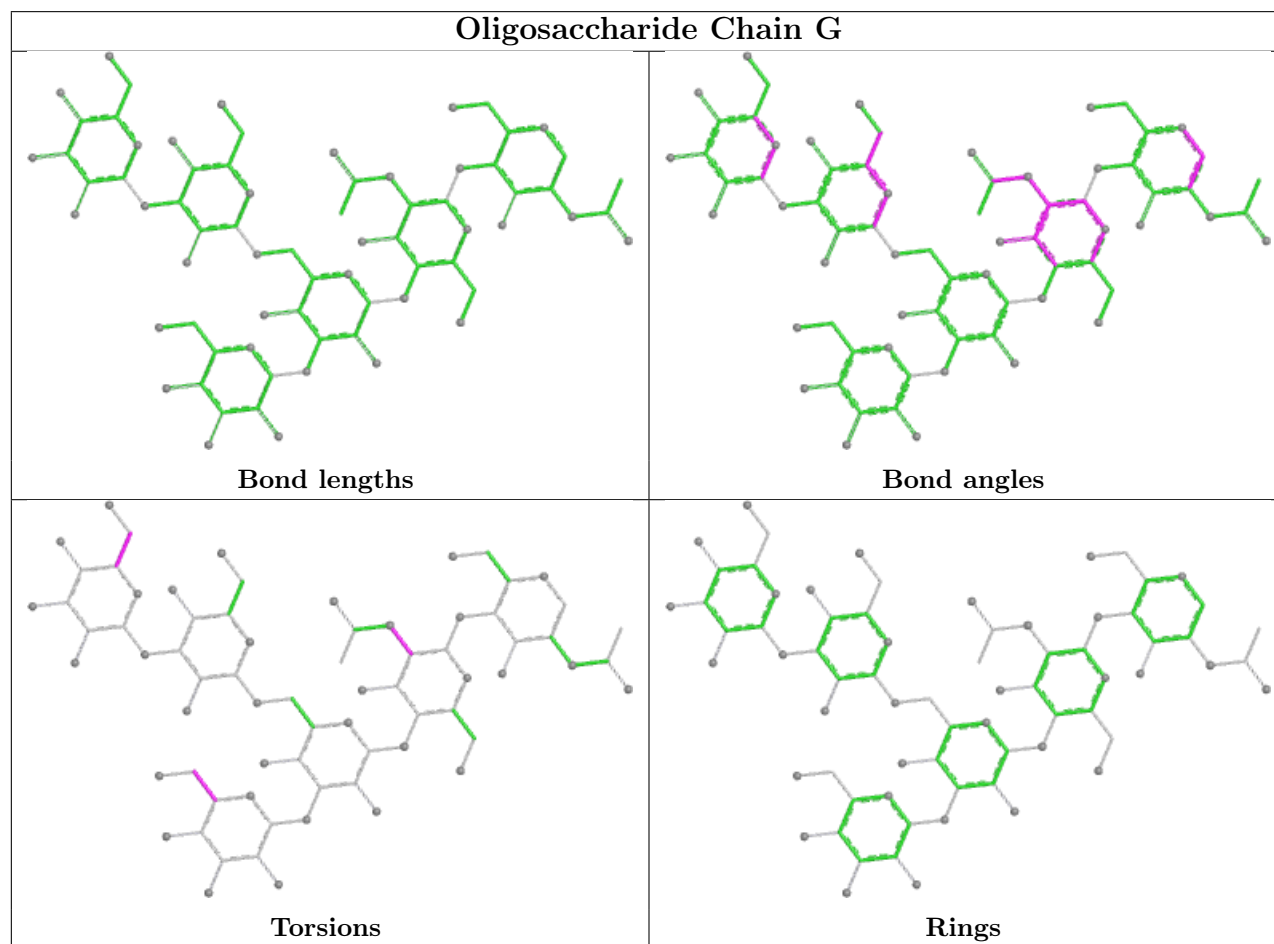 Oligosaccharide Chain G
Bond lengths
Bond angles
Torsions
Rings